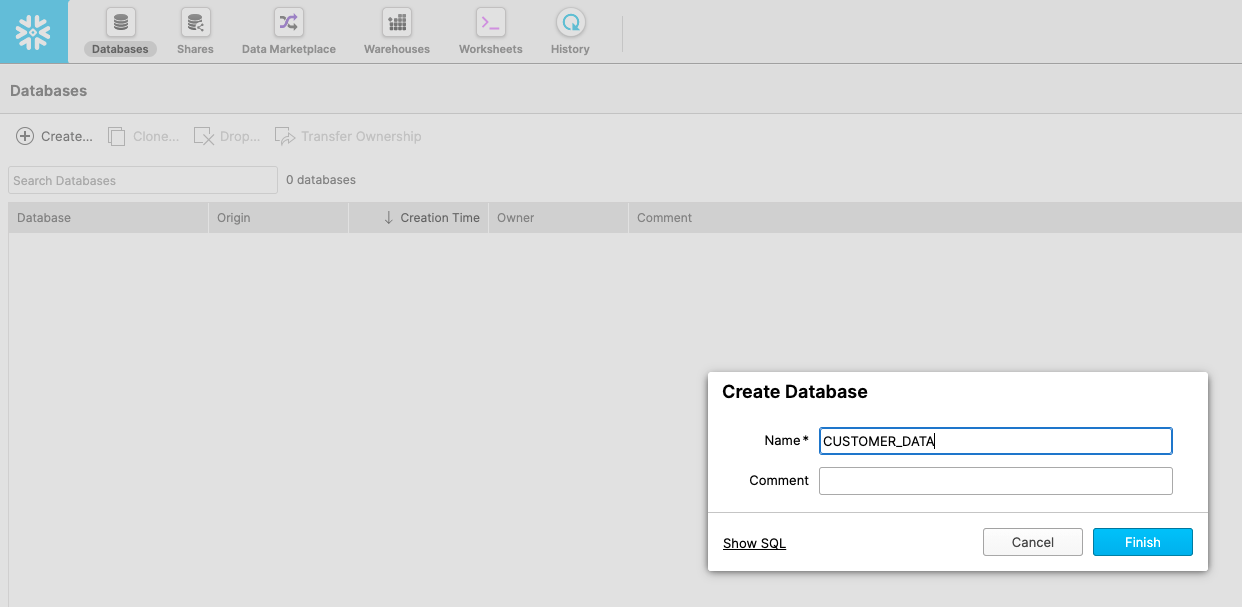 Databases Shares Data Marketplace Warehouses Worksheets History
Databases
Create... Clone... Drop... Transfer Ownership
Search Databases 0 databases
Database Origin Creation Time Owner Comment
Create Database
Name* CUSTOMER_DATA
Comment
Show SQL Cancel Finish